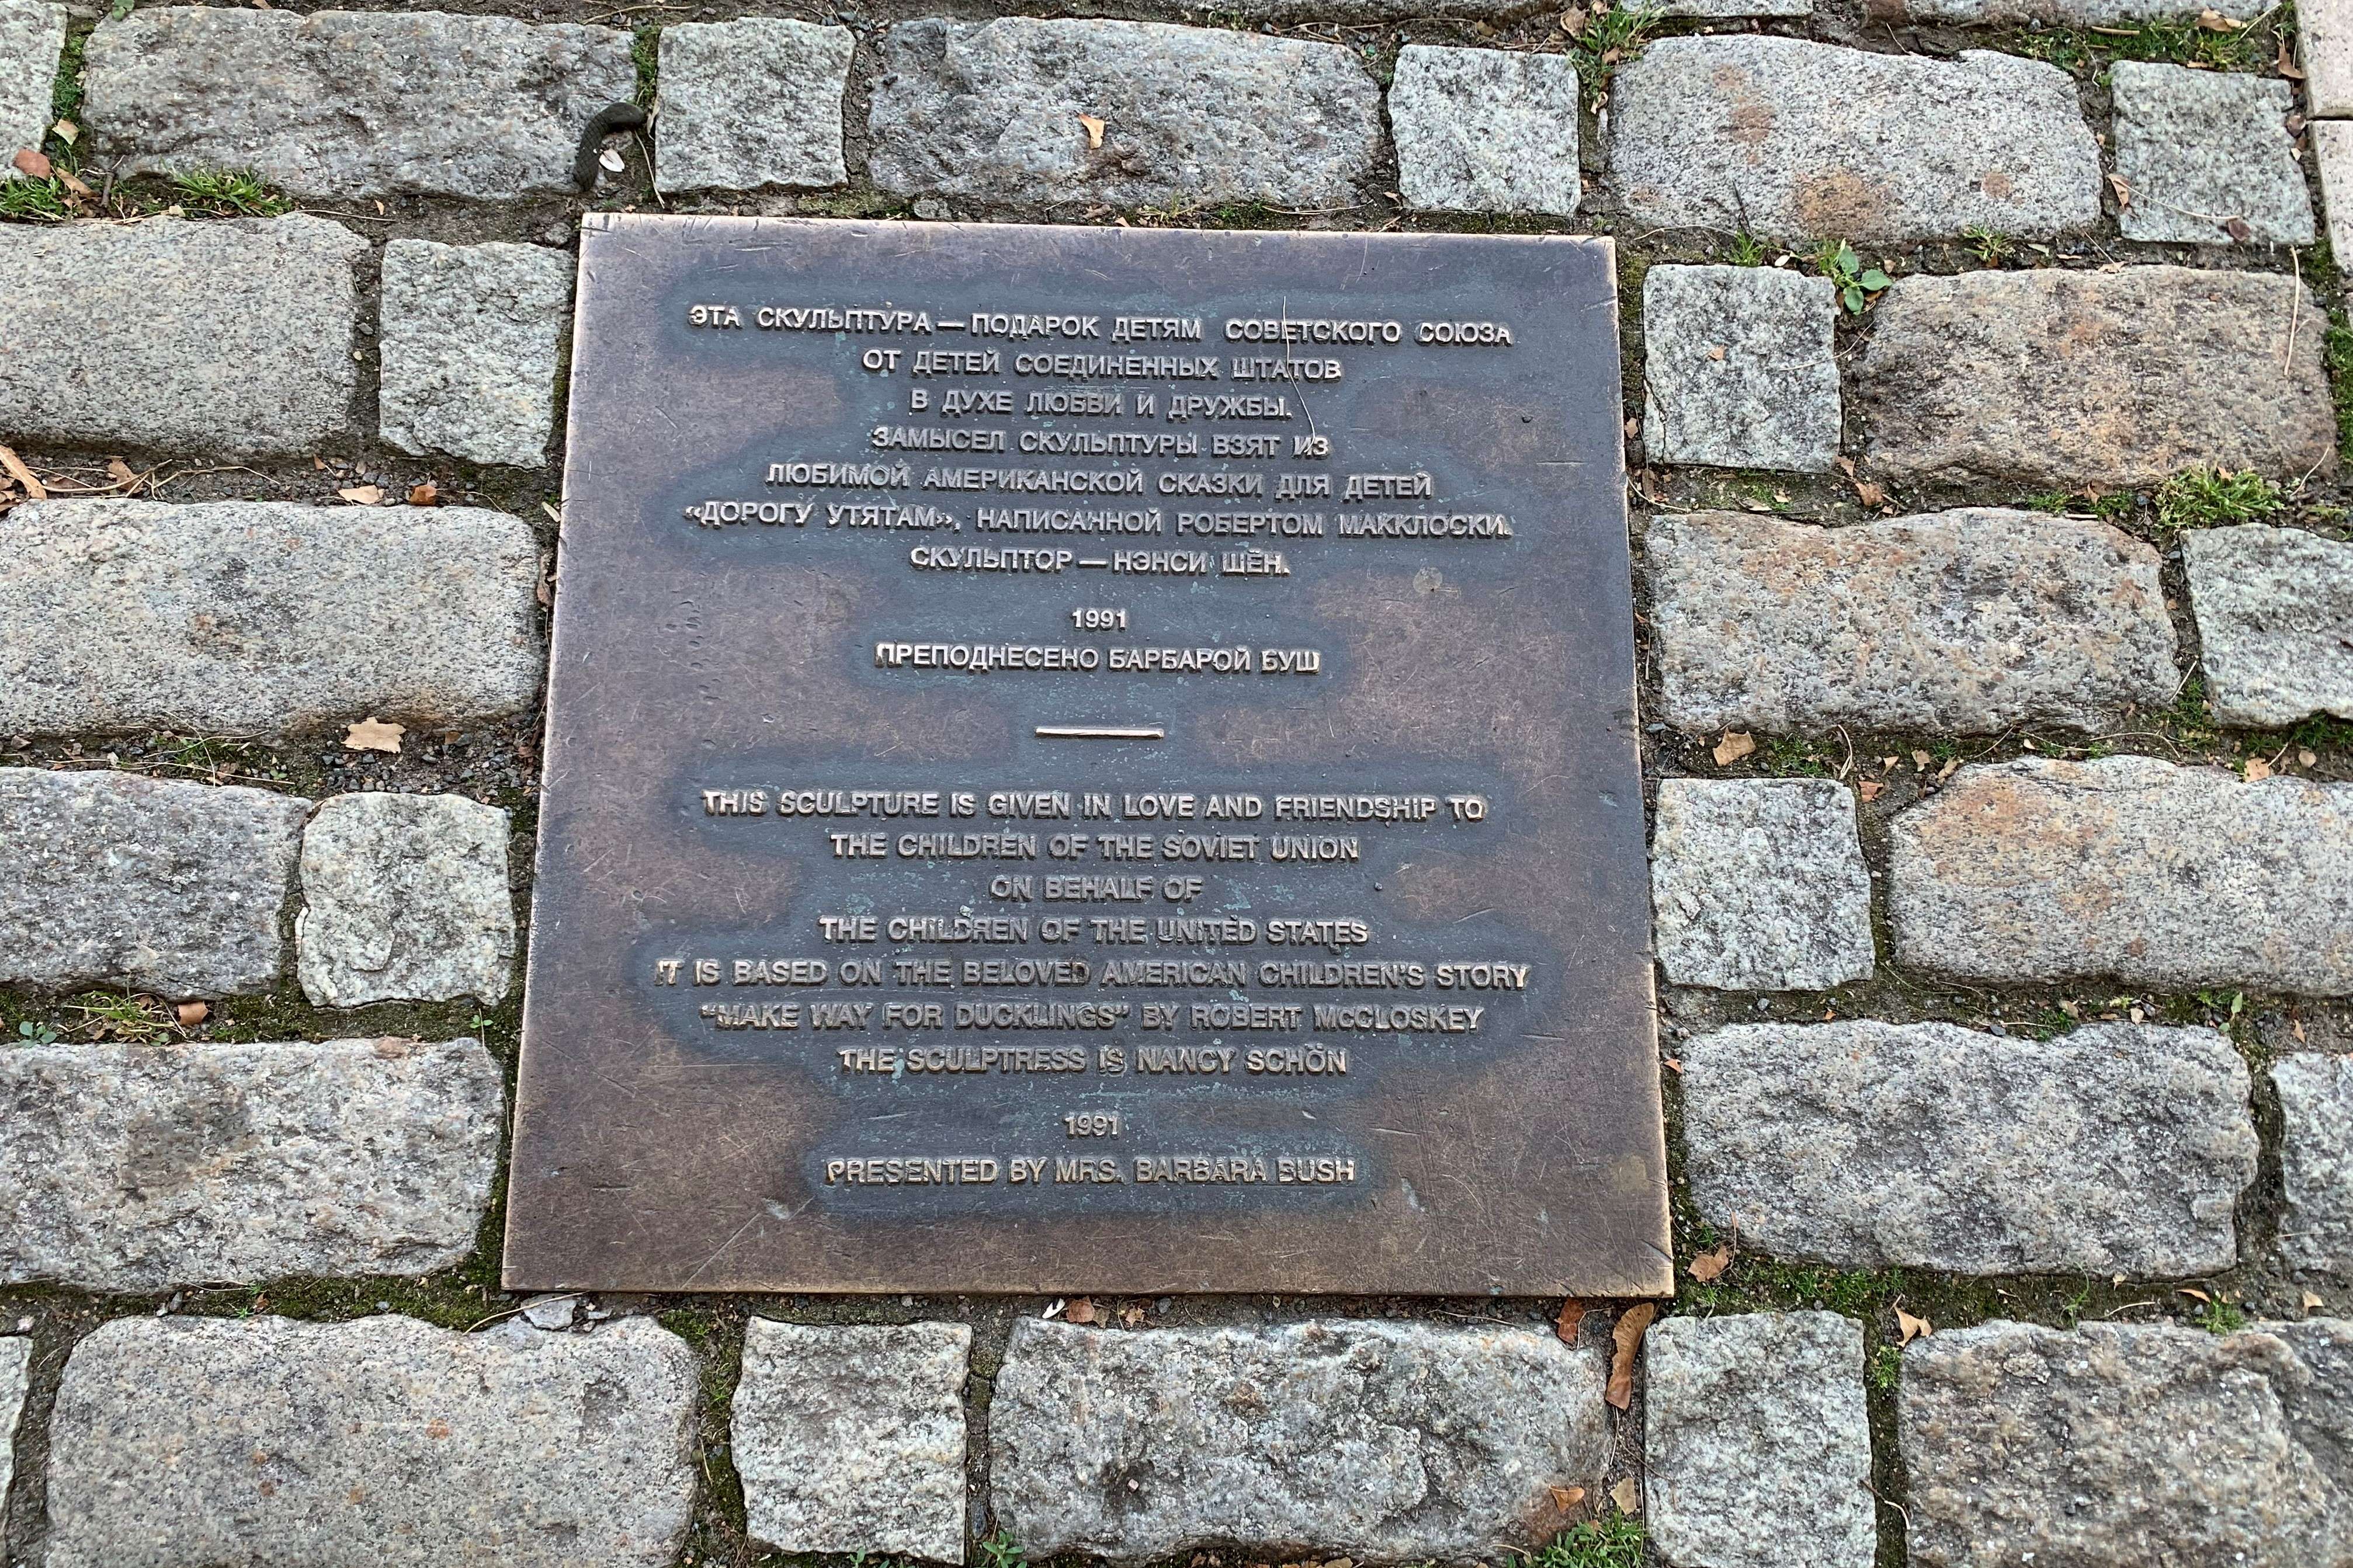 ЭТА СКУЛЬПТУРА — ПОДАРОК ДЕТЯМ СОВЕТСКОГО СОЮЗА
ОТ ДЕТЕЙ СОЕДИНЕННЫХ ШТАТОВ
В ДУХЕ ЛЮБВИ И ДРУЖБЫ.
ЗАМЫСЕЛ СКУЛЬПТУРЫ ВЗЯТ ИЗ
ЛЮБИМОЙ АМЕРИКАНСКОЙ СКАЗКИ ДЛЯ ДЕТЕЙ
«ДОРОГУ УТЯТАМ», НАПИСАННОЙ РОБЕРТОМ МАККЛОСКИ.
СКУЛЬПТОР — НЭНСИ ШЁН.
1991
ПРЕПОДНЕСЕНО БАРБАРОЙ БУШ
THIS SCULPTURE IS GIVEN IN LOVE AND FRIENDSHIP TO
THE CHILDREN OF THE SOVIET UNION
ON BEHALF OF
THE CHILDREN OF THE UNITED STATES
IT IS BASED ON THE BELOVED AMERICAN CHILDREN'S STORY
“MAKE WAY FOR DUCKLINGS” BY ROBERT MCCLOSKEY
THE SCULPTRESS IS NANCY SCHÖN
1991
PRESENTED BY MRS. BARBARA BUSH